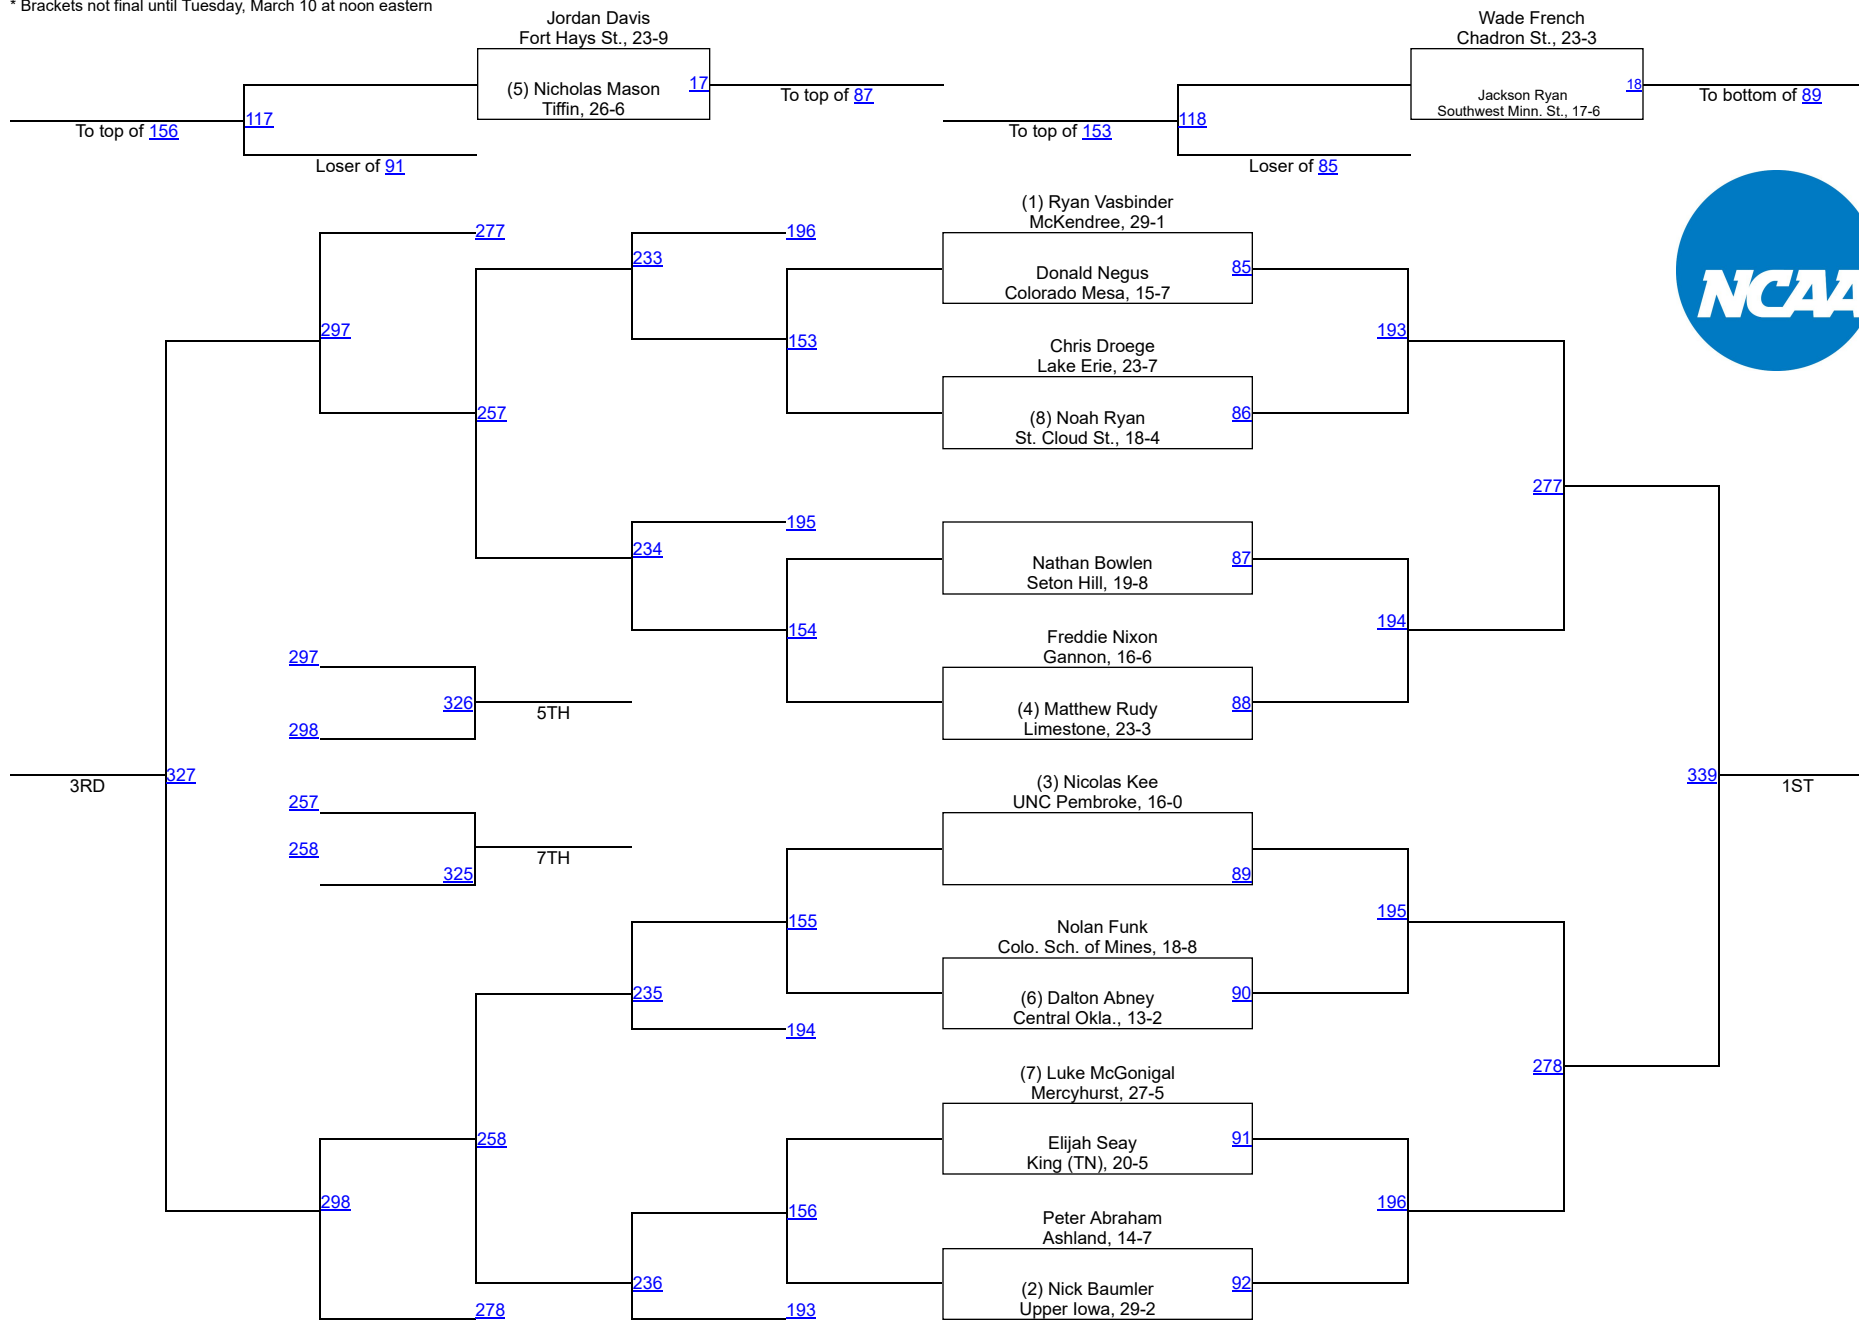 * Brackets not final until Tuesday, March 10 at noon eastern
Jordan Davis
Fort Hays St., 23-9
(5) Nicholas Mason
Tiffin, 26-6
17
To top of 87
117
To top of 156
Loser of 91
Wade French
Chadron St., 23-3
Jackson Ryan
Southwest Minn. St., 17-6
18
To bottom of 89
118
To top of 153
Loser of 85
NCAA
(1) Ryan Vasbinder
McKendree, 29-1
Donald Negus
Colorado Mesa, 15-7
85
277
196
233
297
153
193
Chris Droege
Lake Erie, 23-7
(8) Noah Ryan
St. Cloud St., 18-4
86
257
277
195
234
Nathan Bowlen
Seton Hill, 19-8
87
154
194
Freddie Nixon
Gannon, 16-6
(4) Matthew Rudy
Limestone, 23-3
88
297
326
5TH
298
3RD
327
339
1ST
(3) Nicolas Kee
UNC Pembroke, 16-0
89
257
258
7TH
325
155
195
Nolan Funk
Colo. Sch. of Mines, 18-8
(6) Dalton Abney
Central Okla., 13-2
90
235
194
278
(7) Luke McGonigal
Mercyhurst, 27-5
Elijah Seay
King (TN), 20-5
91
258
298
156
196
Peter Abraham
Ashland, 14-7
(2) Nick Baumler
Upper Iowa, 29-2
92
236
278
193